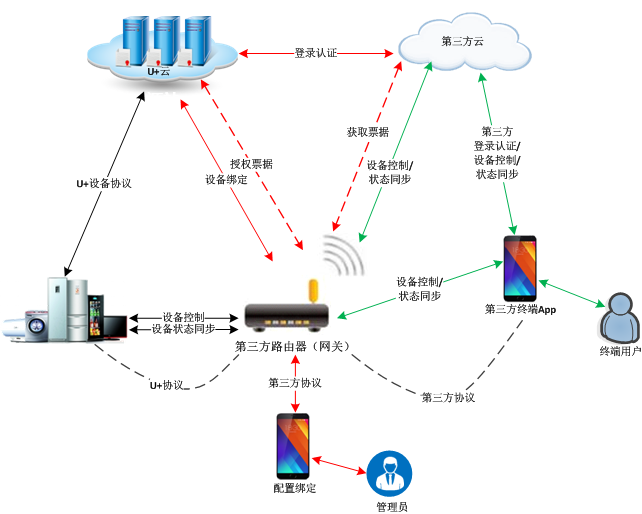 U+云
登录认证
第三方云
获取票据
第三方
登录认证/
设备控制/
状态同步
授权票据
设备绑定
设备控制/
状态同步
U+设备协议
设备控制/
状态同步
第三方终端App
设备控制
设备状态同步
第三方路由器（网关）
终端用户
U+协议
第三方协议
第三方协议
配置绑定
管理员